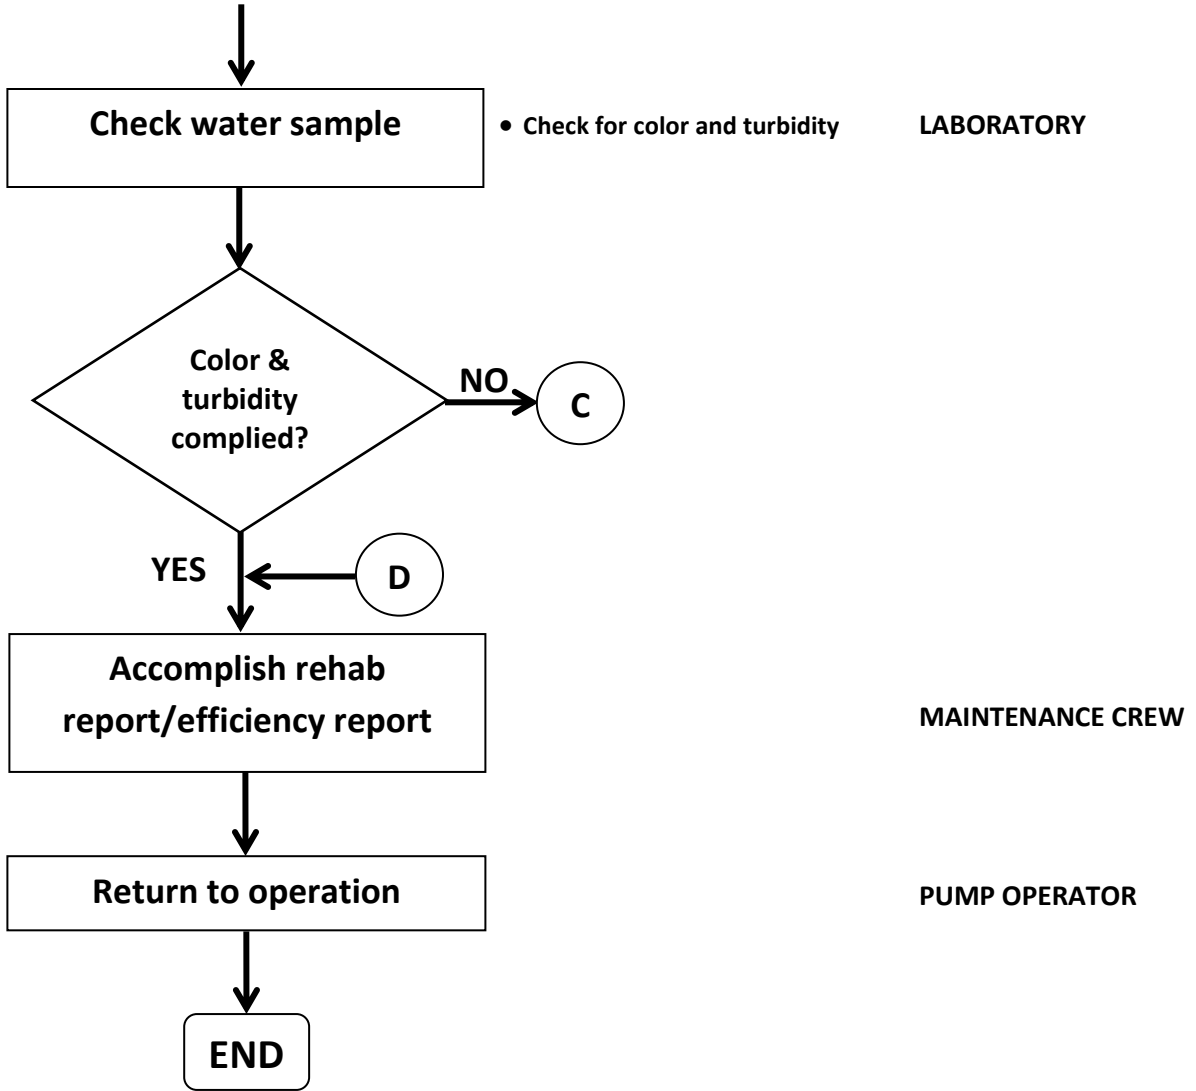 Check water sample
• Check for color and turbidity
LABORATORY
Color &
turbidity
complied?
NO
C
YES
D
Accomplish rehab
report/efficiency report
MAINTENANCE CREW
Return to operation
PUMP OPERATOR
END